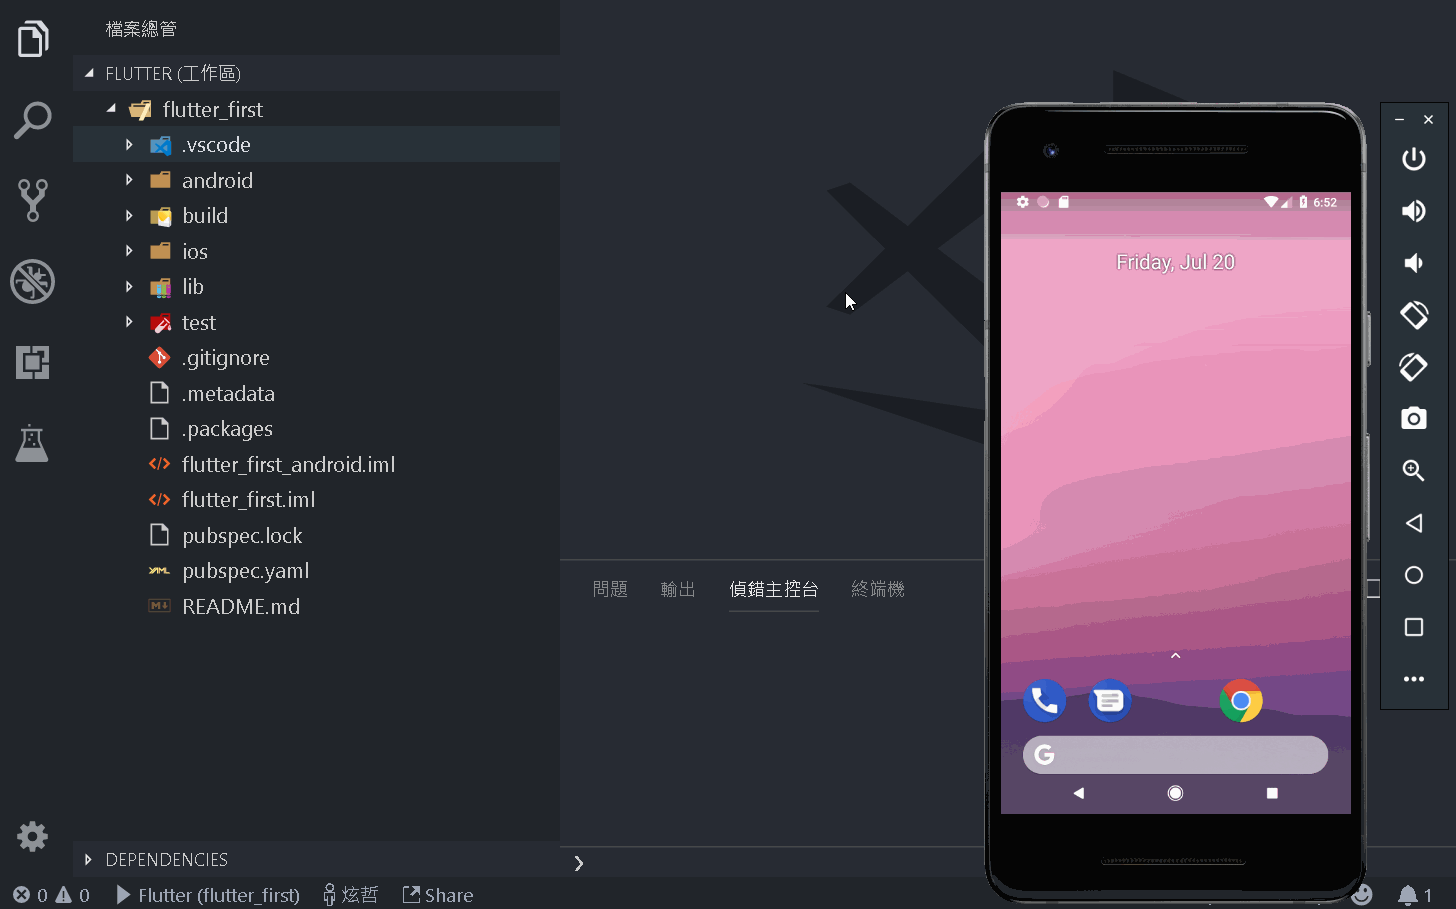 檔案總管
FLUTTER (工作區)
flutter_first
.vscode
android
build
ios
lib
test
.gitignore
.metadata
.packages
flutter_first_android.iml
flutter_first.iml
pubspec.lock
pubspec.yaml
README.md
DEPENDENCIES
問題 輸出 偵錯主控台 終端機
6:52
Friday, Jul 20
G
0 0 Flutter (flutter_first) 炫哲 Share 1